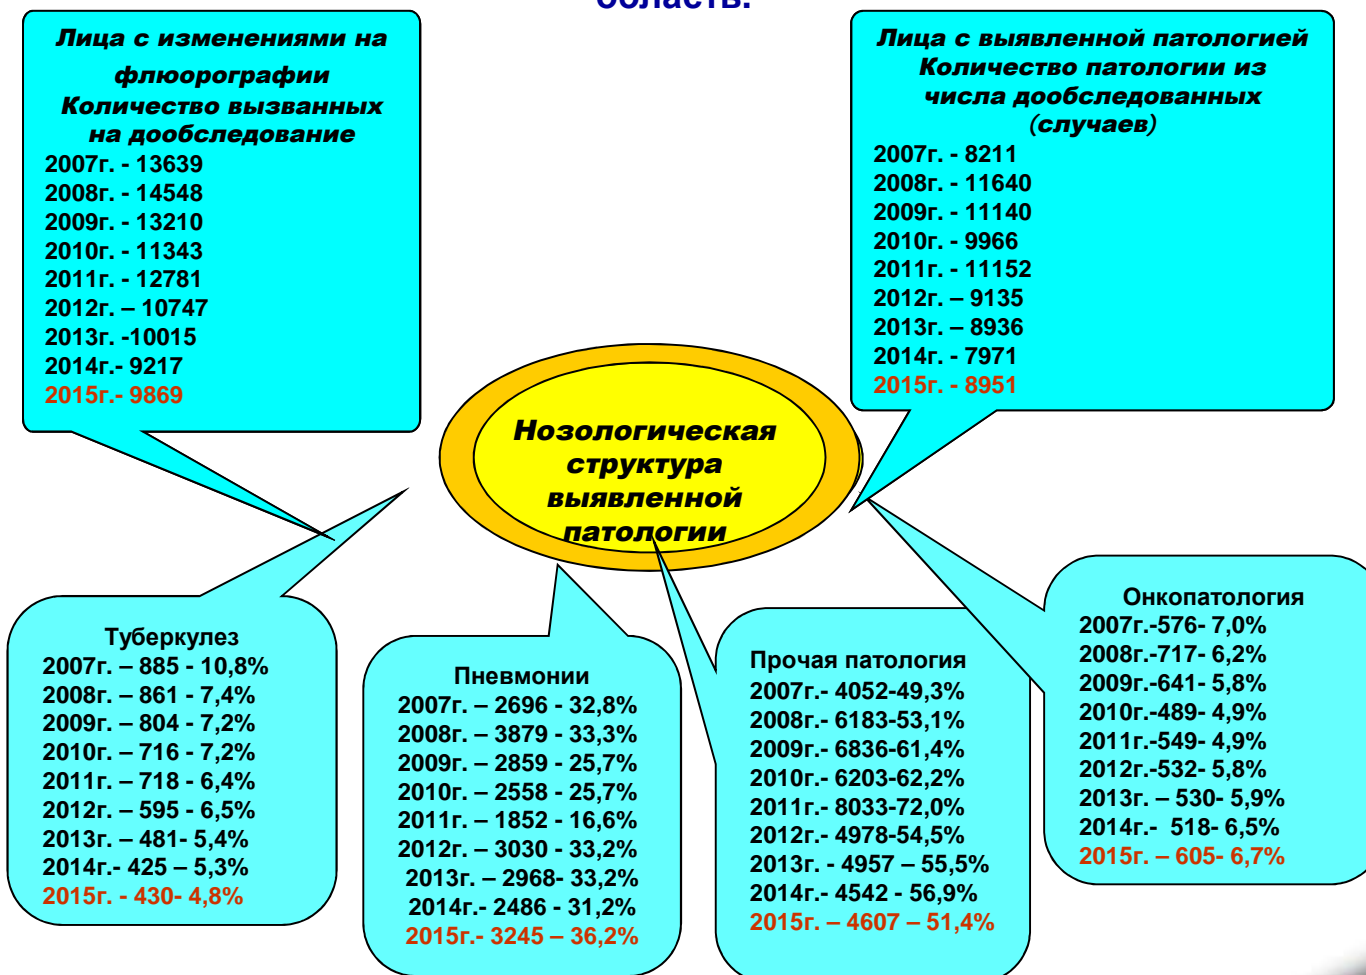 область.
Лица с изменениями на
флюорографии
Количество вызванных
на дообследование
2007г. - 13639
2008г. - 14548
2009г. - 13210
2010г. - 11343
2011г. - 12781
2012г. – 10747
2013г. -10015
2014г.- 9217
2015г.- 9869
Лица с выявленной патологией
Количество патологии из
числа дообследованных
(случаев)
2007г. - 8211
2008г. - 11640
2009г. - 11140
2010г. - 9966
2011г. - 11152
2012г. – 9135
2013г. – 8936
2014г. - 7971
2015г. - 8951
Нозологическая
структура
выявленной
патологии
Туберкулез
2007г. – 885 - 10,8%
2008г. – 861 - 7,4%
2009г. – 804 - 7,2%
2010г. – 716 - 7,2%
2011г. – 718 - 6,4%
2012г. – 595 - 6,5%
2013г. – 481- 5,4%
2014г.- 425 – 5,3%
2015г. - 430- 4,8%
Пневмонии
2007г. – 2696 - 32,8%
2008г. – 3879 - 33,3%
2009г. – 2859 - 25,7%
2010г. – 2558 - 25,7%
2011г. – 1852 - 16,6%
2012г. – 3030 - 33,2%
2013г. – 2968- 33,2%
2014г.- 2486 - 31,2%
2015г.- 3245 – 36,2%
Прочая патология
2007г.- 4052-49,3%
2008г.- 6183-53,1%
2009г.- 6836-61,4%
2010г.- 6203-62,2%
2011г.- 8033-72,0%
2012г.- 4978-54,5%
2013г. - 4957 – 55,5%
2014г.- 4542 - 56,9%
2015г. – 4607 – 51,4%
Онкопатология
2007г.-576- 7,0%
2008г.-717- 6,2%
2009г.-641- 5,8%
2010г.-489- 4,9%
2011г.-549- 4,9%
2012г.-532- 5,8%
2013г. – 530- 5,9%
2014г.-  518- 6,5%
2015г. – 605- 6,7%